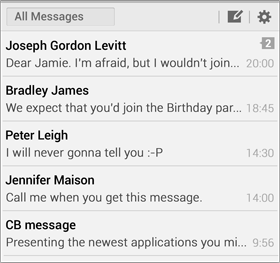 All Messages
Joseph Gordon Levitt 2
Dear Jamie. I'm afraid, but I wouldn't join... 20:00
Bradley James
We expect that you'd join the Birthday par... 18:45
Peter Leigh
I will never gonna tell you :-P 14:30
Jennifer Maison
Call me when you get this message. 14:00
CB message
Presenting the newest applications you mi... 9:56